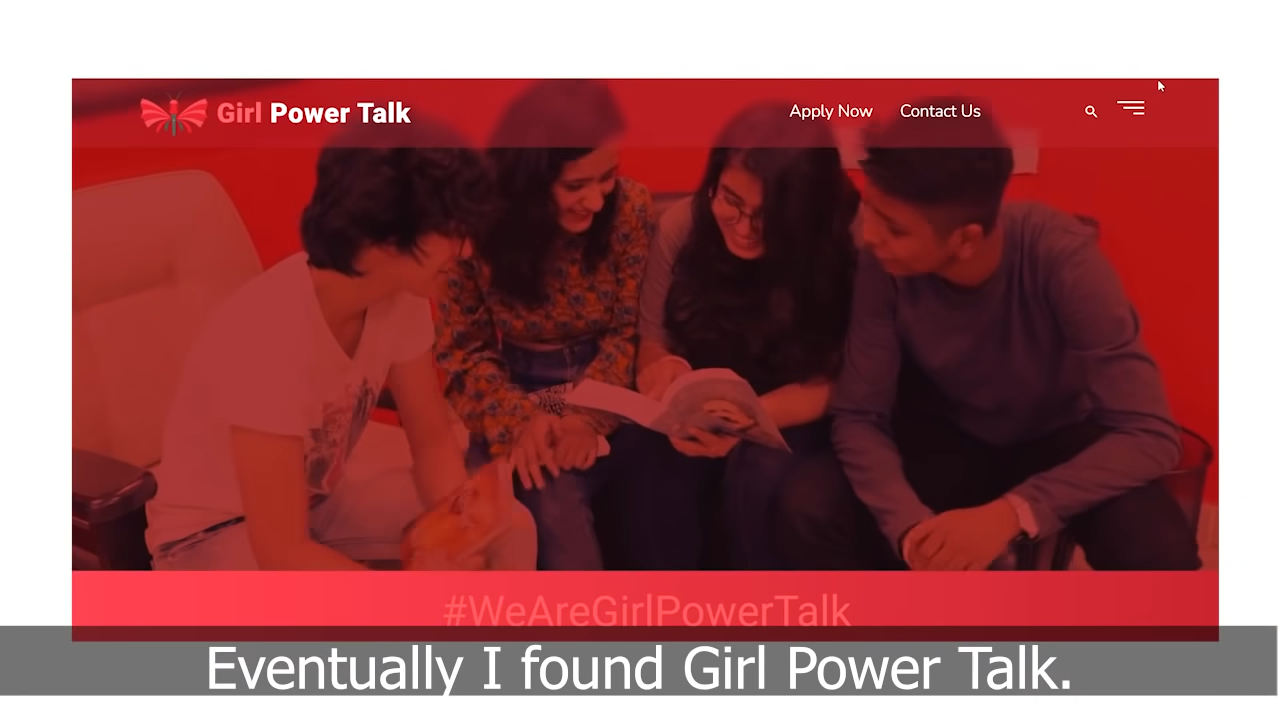 Girl Power Talk
Apply Now
Contact Us
#WeAreGirlPowerTalk
Eventually I found Girl Power Talk.